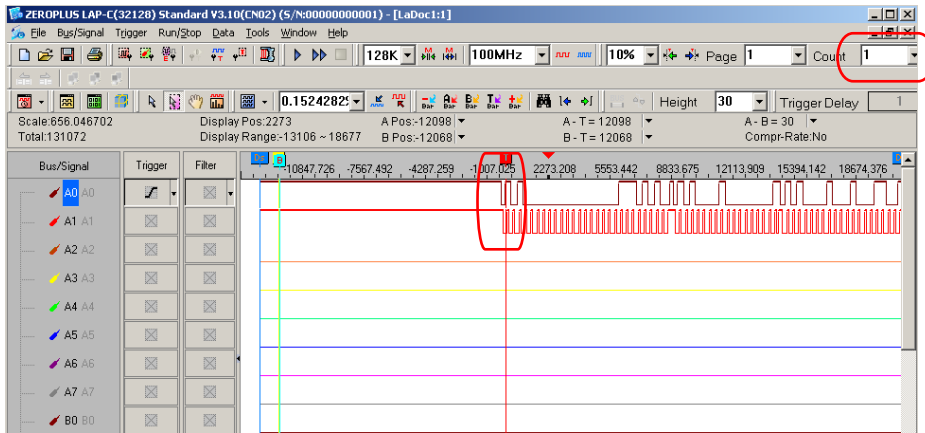 ZEROPLUS LAP-C(32128) Standard V3.10(CN02) (S/N:00000000001) - [LaDoc1:1]
File Bus/Signal Trigger Run/Stop Data Tools Window Help
128K 100MHz 10% Page 1 Count 1
0.1524282 Height 30 Trigger Delay 1
Scale:656.046702 Display Pos:2273 A Pos:-12098 A - T = 12098 A - B = 30
Total:131072 Display Range:-13106 ~ 18677 B Pos:-12068 B - T = 12068 Compr-Rate:No
Bus/Signal Trigger Filter -10847.726 -7567.492 -4287.259 -1007.025 2273.208 5553.442 8833.675 12113.909 15394.142 18674.376
A0 A0
A1 A1
A2 A2
A3 A3
A4 A4
A5 A5
A6 A6
A7 A7
B0 B0